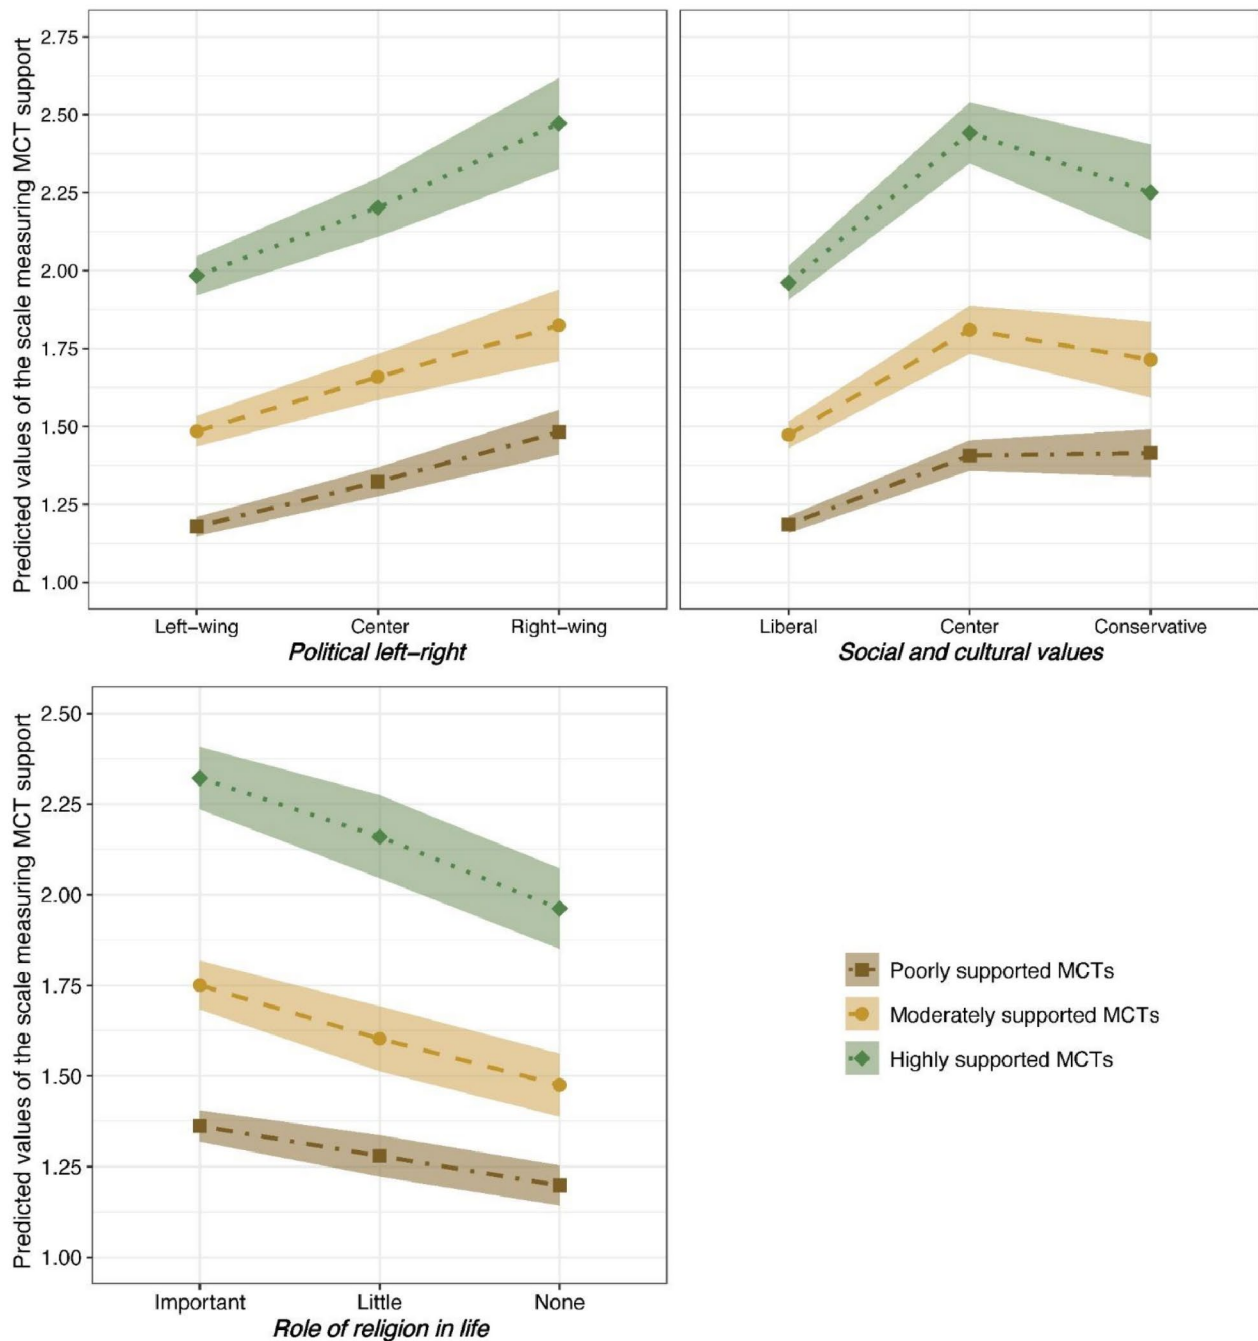 Predicted values of the scale measuring MCT support
2.75
2.50
2.25
2.00
1.75
1.50
1.25
1.00
Left–wing Center Right–wing
Political left–right
Liberal Center Conservative
Social and cultural values
Predicted values of the scale measuring MCT support
2.50
2.25
2.00
1.75
1.50
1.25
1.00
Important Little None
Role of religion in life
Poorly supported MCTs
Moderately supported MCTs
Highly supported MCTs